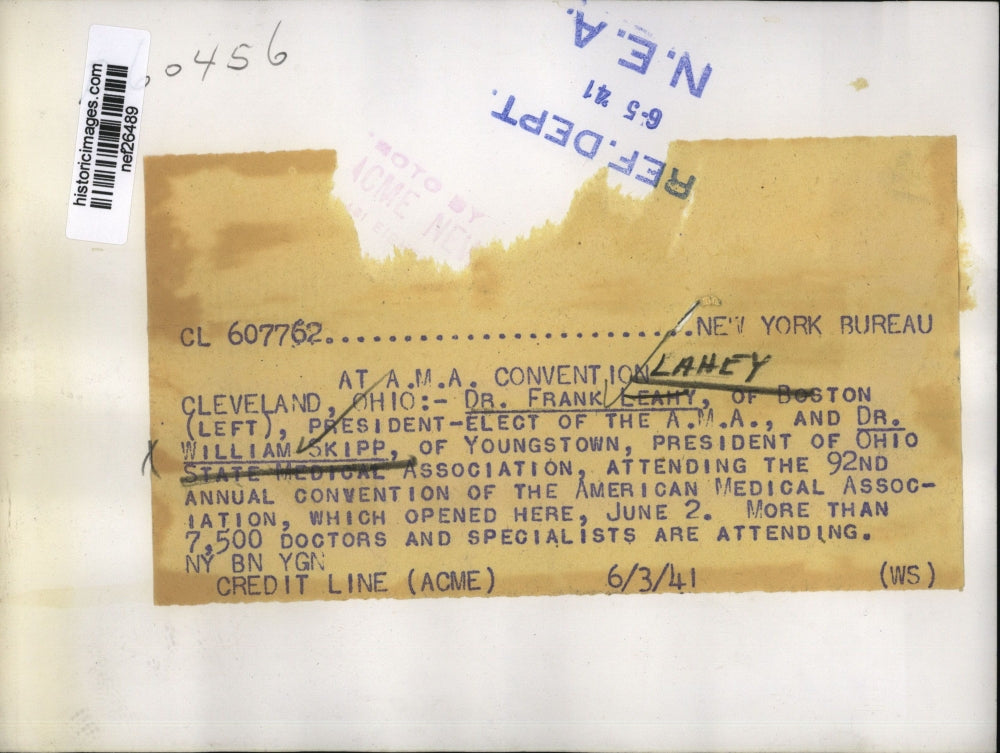 historicimages.com
nef26489
0456
N.E.A.
6-5 '41
REF. DEPT.
OTO BY
ACME NE
CL 607762..............................NEW YORK BUREAU
AT A.M.A. CONVENTION LAHEY
CLEVELAND, OHIO:- DR. FRANK LEAHY, OF BOSTON
(LEFT), PRESIDENT-ELECT OF THE A.M.A., AND DR.
X WILLIAM SKIPP, OF YOUNGSTOWN, PRESIDENT OF OHIO
STATE MEDICAL ASSOCIATION, ATTENDING THE 92ND
ANNUAL CONVENTION OF THE AMERICAN MEDICAL ASSOC-
IATION, WHICH OPENED HERE, JUNE 2. MORE THAN
7,500 DOCTORS AND SPECIALISTS ARE ATTENDING.
NY BN YGN
CREDIT LINE (ACME) 6/3/41 (WS)